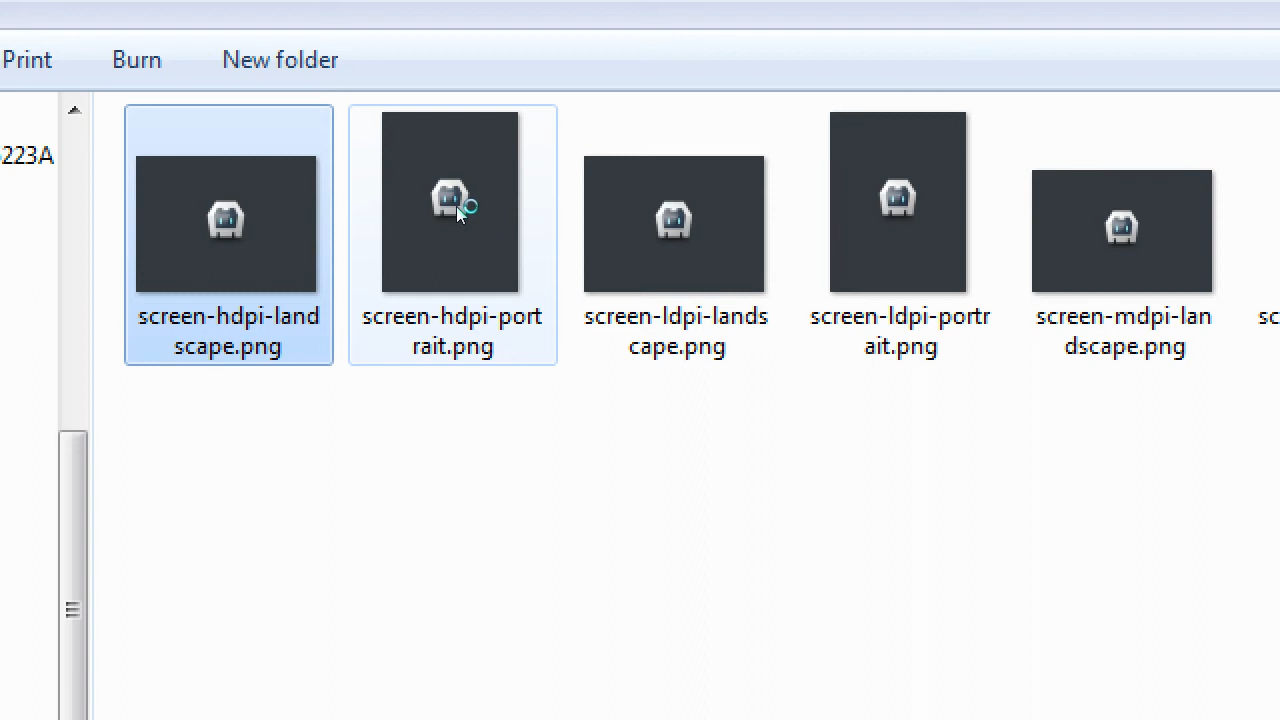 Print Burn New folder
223A
screen-hdpi-land
scape.png
screen-hdpi-port
rait.png
screen-ldpi-lands
cape.png
screen-ldpi-portr
ait.png
screen-mdpi-lan
dscape.png
sc